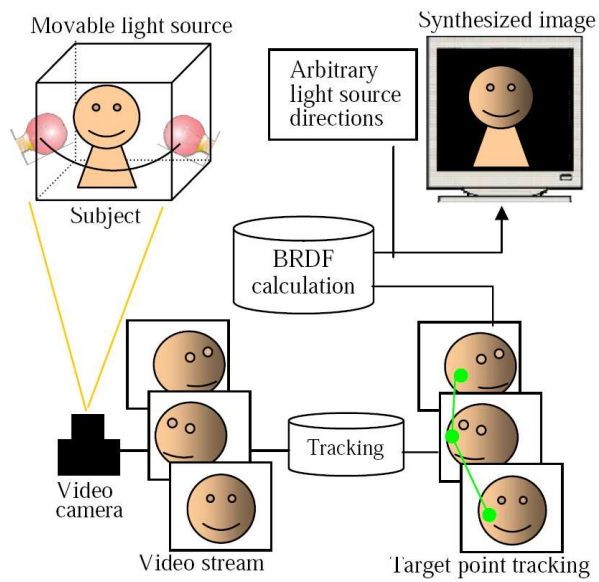 Movable light source
Synthesized image
Arbitrary
light source
directions
Subject
BRDF
calculation
Tracking
Video
camera
Video stream
Target point tracking